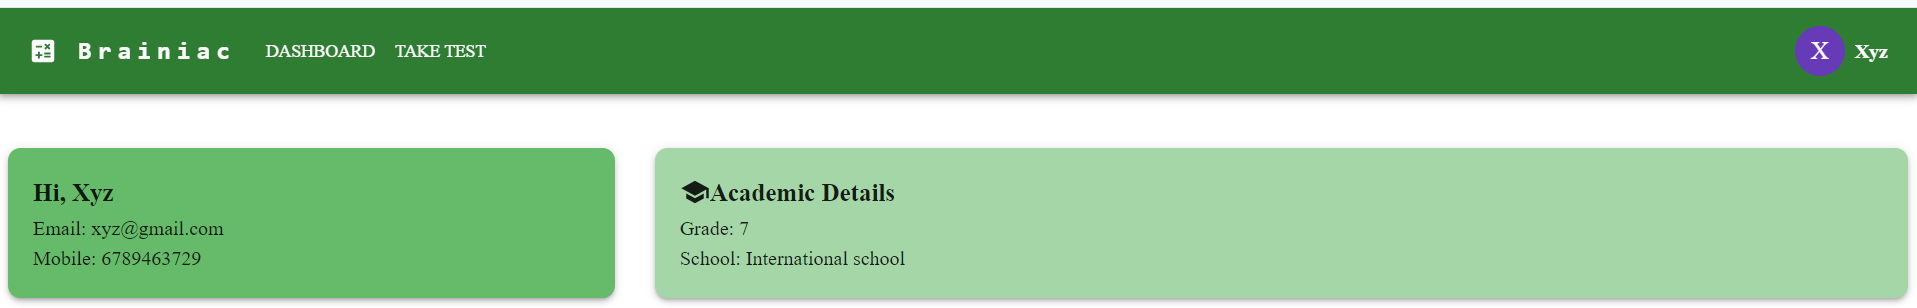 Brainiac DASHBOARD TAKE TEST X Xyz
Hi, Xyz
Email: xyz@gmail.com
Mobile: 6789463729
Academic Details
Grade: 7
School: International school